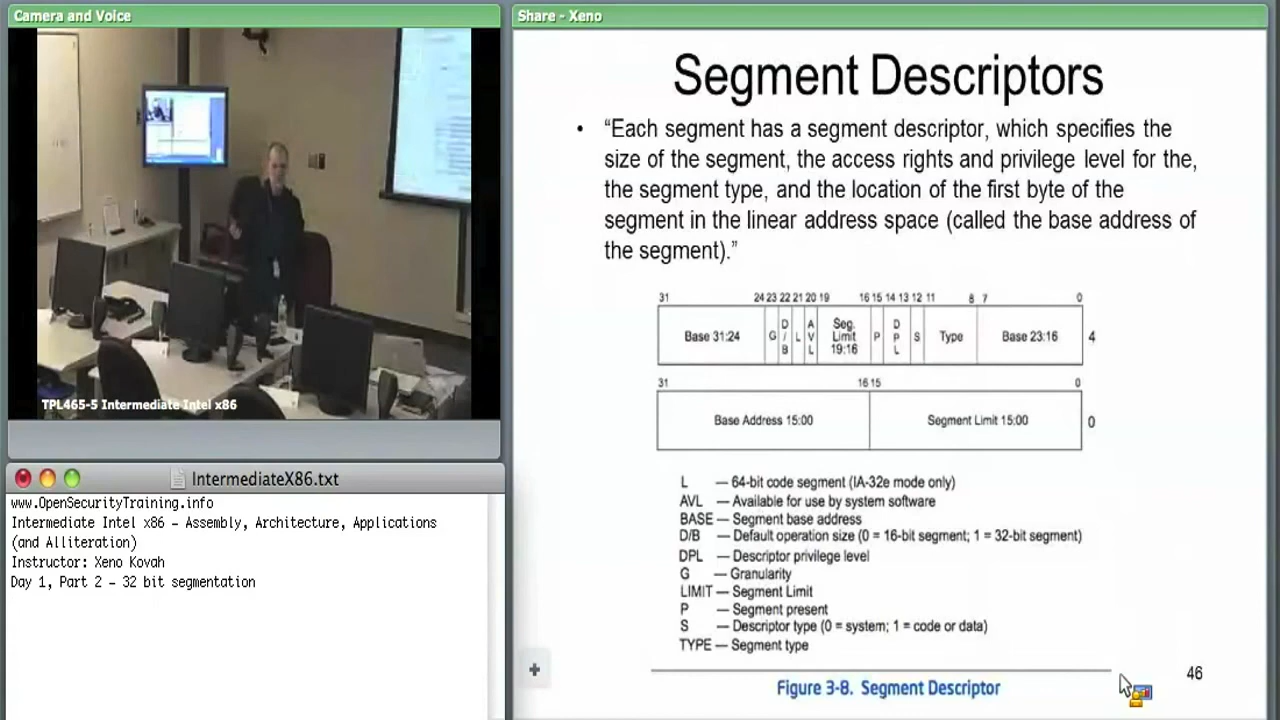 Camera and Voice
TPL465-5 Intermediate Intel x86
IntermediateX86.txt
www.OpenSecurityTraining.info
Intermediate Intel x86 – Assembly, Architecture, Applications
(and Alliteration)
Instructor: Xeno Kovah
Day 1, Part 2 – 32 bit segmentation
Share - Xeno
Segment Descriptors
• “Each segment has a segment descriptor, which specifies the
size of the segment, the access rights and privilege level for the,
the segment type, and the location of the first byte of the
segment in the linear address space (called the base address of
the segment).”
31 24 23 22 21 20 19 16 15 14 13 12 11 8 7 0
Base 31:24 G D/B L AVL Seg. Limit 19:16 P DPL S Type Base 23:16 4
31 16 15 0
Base Address 15:00 Segment Limit 15:00 0
L — 64-bit code segment (IA-32e mode only)
AVL — Available for use by system software
BASE — Segment base address
D/B — Default operation size (0 = 16-bit segment; 1 = 32-bit segment)
DPL — Descriptor privilege level
G — Granularity
LIMIT — Segment Limit
P — Segment present
S — Descriptor type (0 = system; 1 = code or data)
TYPE — Segment type
Figure 3-8. Segment Descriptor
46